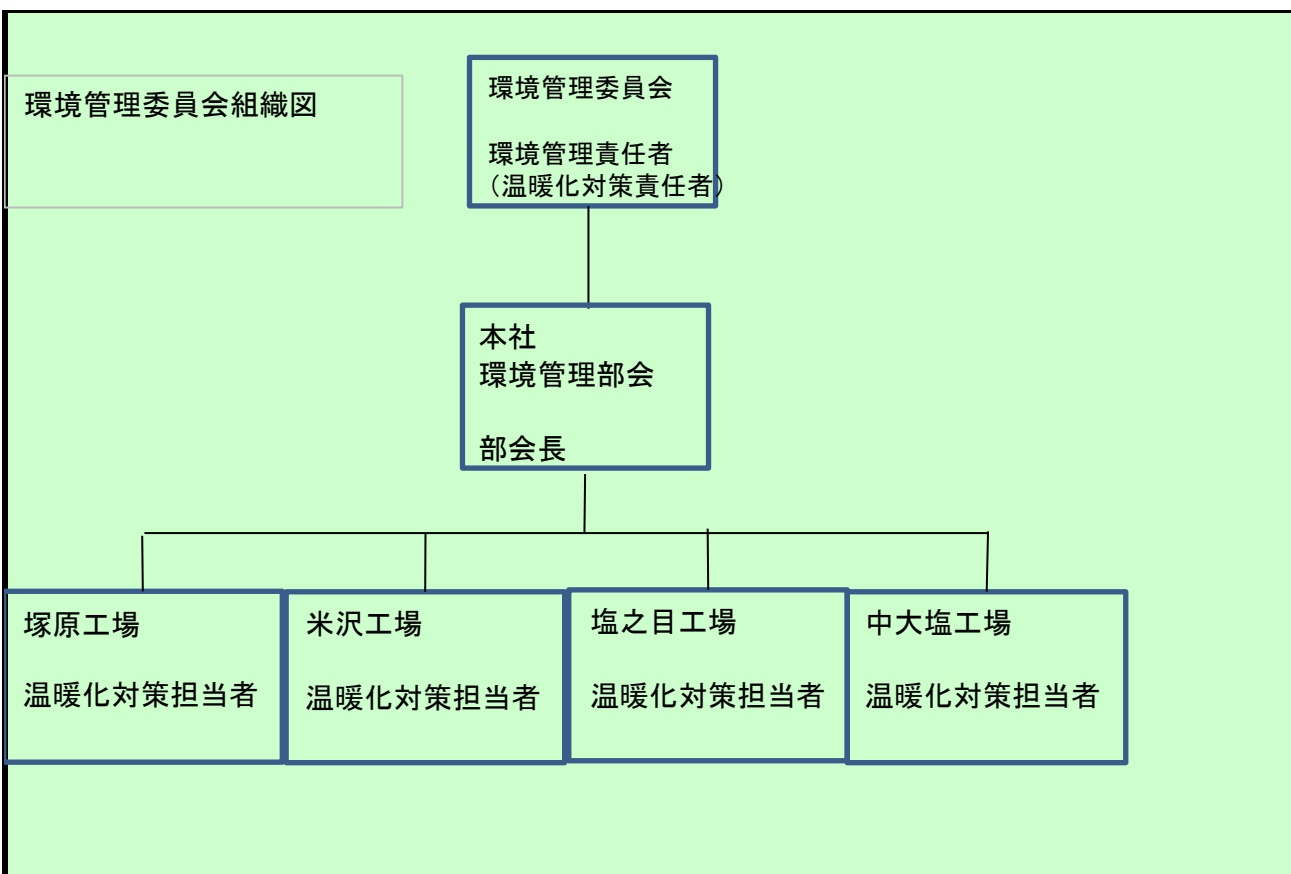 環境管理委員会組織図
環境管理委員会
環境管理責任者
（温暖化対策責任者）
本社
環境管理部会
部会長
塚原工場
温暖化対策担当者
米沢工場
温暖化対策担当者
塩之目工場
温暖化対策担当者
中大塩工場
温暖化対策担当者